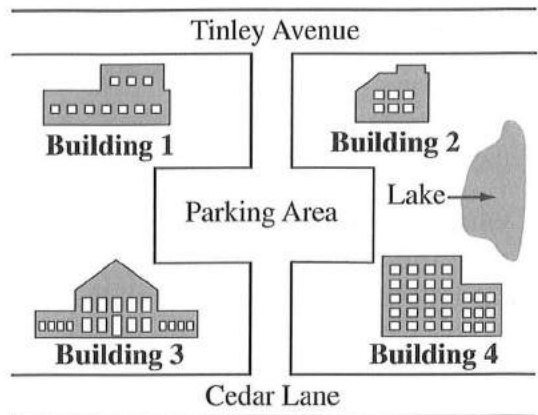 Tinley Avenue
Building 1
Building 2
Lake
Parking Area
Building 3
Building 4
Cedar Lane